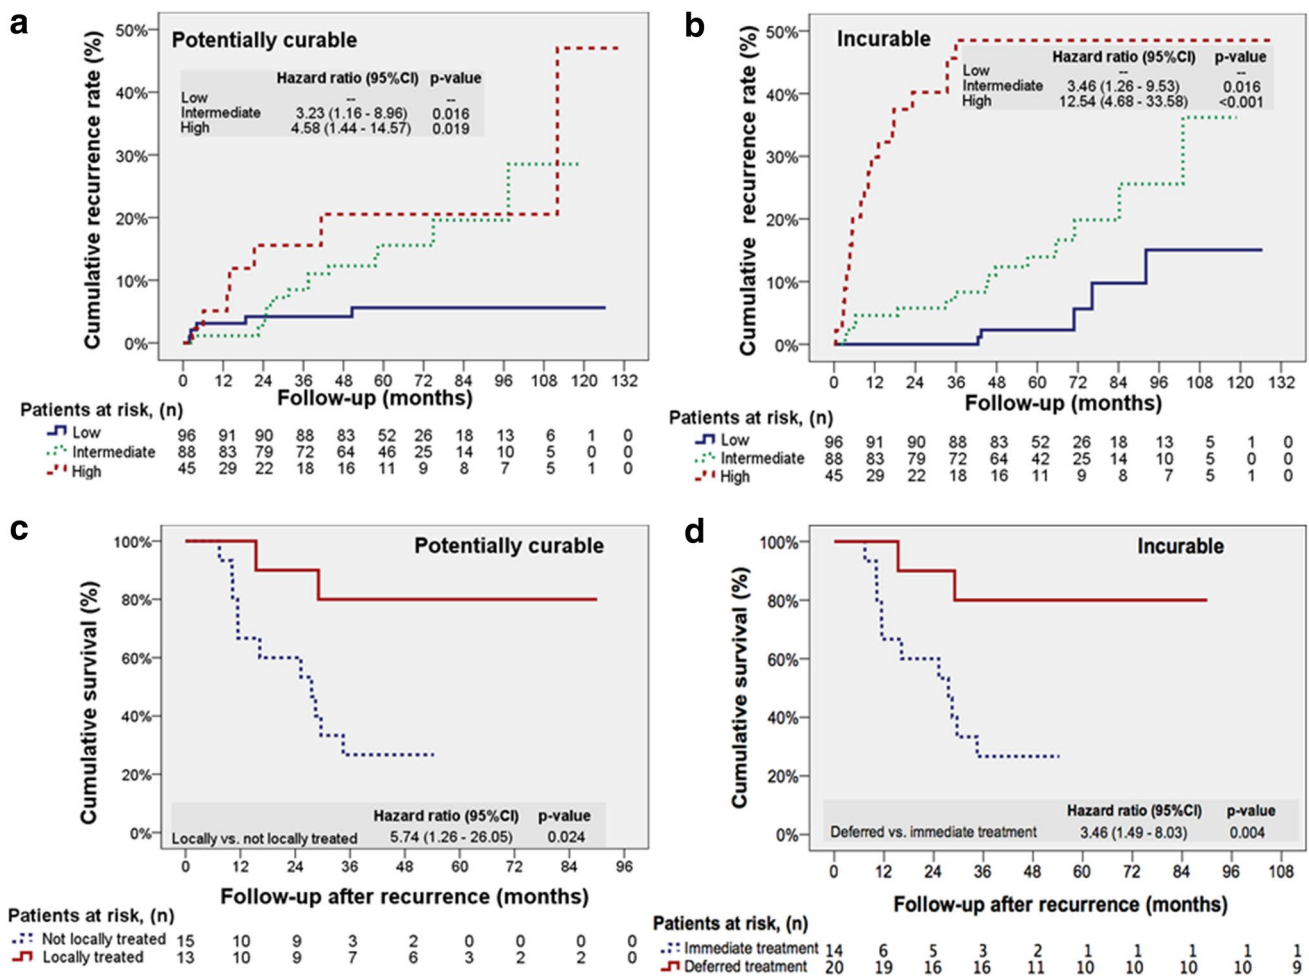 a
Potentially curable
Cumulative recurrence rate (%)
50%
40%
30%
20%
10%
0%
Hazard ratio (95%CI) p-value
Low -- --
Intermediate 3.23 (1.16 - 8.96) 0.016
High 4.58 (1.44 - 14.57) 0.019
0 12 24 36 48 60 72 84 96 108 120 132
Follow-up (months)
Patients at risk, (n)
Low 96 91 90 88 83 52 26 18 13 6 1 0
Intermediate 88 83 79 72 64 46 25 14 10 5 0 0
High 45 29 22 18 16 11 9 8 7 5 1 0
b
Incurable
Cumulative recurrence rate (%)
50%
40%
30%
20%
10%
0%
Hazard ratio (95%CI) p-value
Low -- --
Intermediate 3.46 (1.26 - 9.53) 0.016
High 12.54 (4.68 - 33.58) <0.001
0 12 24 36 48 60 72 84 96 108 120 132
Follow-up (months)
Patients at risk, (n)
Low 96 91 90 88 83 52 26 18 13 5 1 0
Intermediate 88 83 79 72 64 42 25 14 10 5 0 0
High 45 29 22 18 16 11 9 8 7 5 1 0
c
Potentially curable
Cumulative survival (%)
100%
80%
60%
40%
20%
0%
Hazard ratio (95%CI) p-value
Locally vs. not locally treated 5.74 (1.26 - 26.05) 0.024
0 12 24 36 48 60 72 84 96
Follow-up after recurrence (months)
Patients at risk, (n)
Not locally treated 15 10 9 3 2 0 0 0 0
Locally treated 13 10 9 7 6 3 2 2 0
d
Incurable
Cumulative survival (%)
100%
80%
60%
40%
20%
0%
Hazard ratio (95%CI) p-value
Deferred vs. immediate treatment 3.46 (1.49 - 8.03) 0.004
0 12 24 36 48 60 72 84 96 108
Follow-up after recurrence (months)
Patients at risk, (n)
Immediate treatment 14 6 5 3 2 1 1 1 1 1
Deferred treatment 20 19 16 16 11 10 10 10 10 9